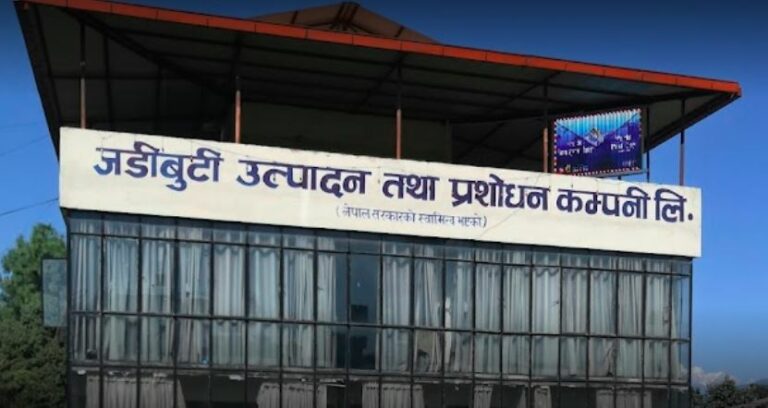 जडीबुटी उत्पादन तथा प्रशोधन कम्पनी लि.
(नेपाल सरकारको स्वामित्व भएको)